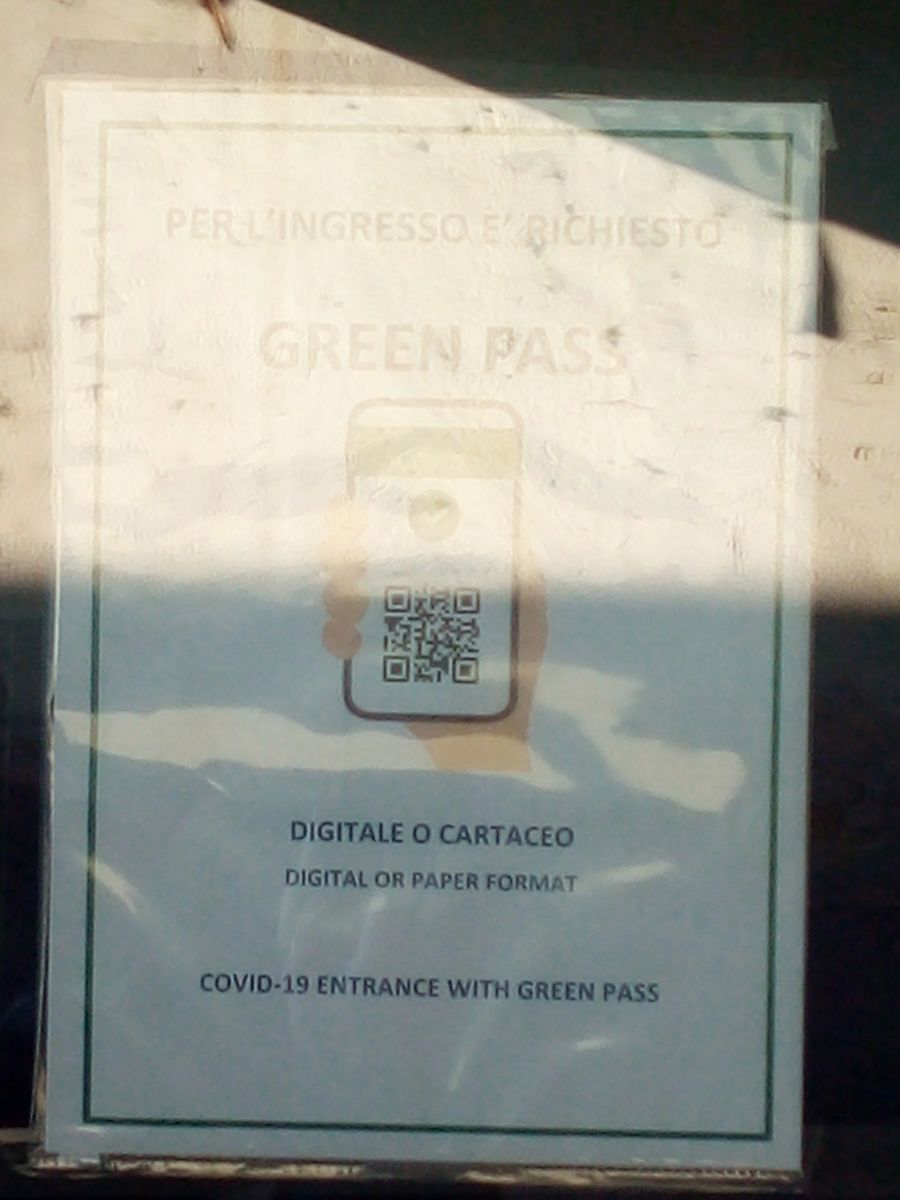 PER L'INGRESSO E' RICHIESTO
GREEN PASS
DIGITALE O CARTACEO
DIGITAL OR PAPER FORMAT
COVID-19 ENTRANCE WITH GREEN PASS